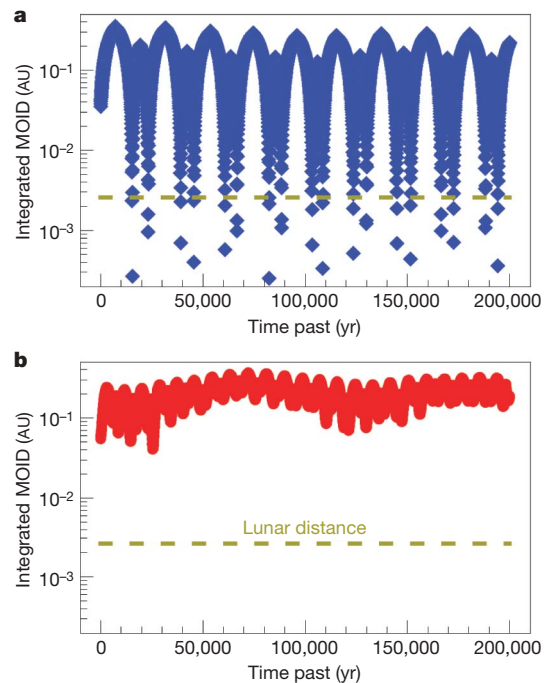 a
Integrated MOID (AU)
10⁻¹
10⁻²
10⁻³
0 50,000 100,000 150,000 200,000
Time past (yr)
b
Integrated MOID (AU)
10⁻¹
10⁻²
Lunar distance
10⁻³
0 50,000 100,000 150,000 200,000
Time past (yr)